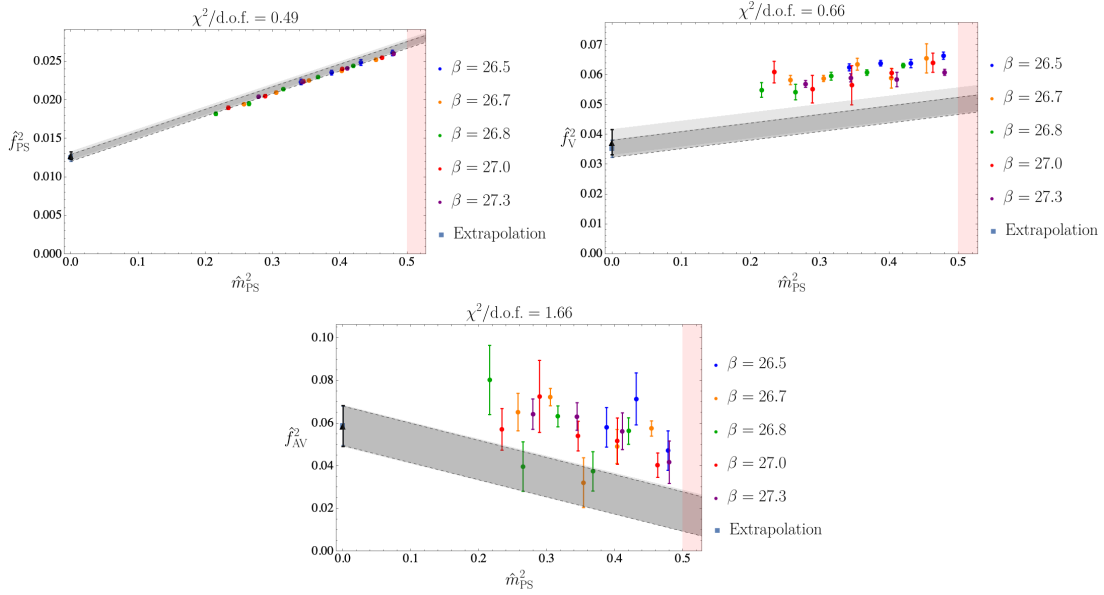 χ²/d.o.f. = 0.49
f̂²_PS
0.025
0.020
0.015
0.010
0.005
0.000
0.0 0.1 0.2 0.3 0.4 0.5
m̂²_PS
β = 26.5
β = 26.7
β = 26.8
β = 27.0
β = 27.3
Extrapolation
χ²/d.o.f. = 0.66
f̂²_V
0.07
0.06
0.05
0.04
0.03
0.02
0.01
0.00
0.0 0.1 0.2 0.3 0.4 0.5
m̂²_PS
β = 26.5
β = 26.7
β = 26.8
β = 27.0
β = 27.3
Extrapolation
χ²/d.o.f. = 1.66
f̂²_AV
0.10
0.08
0.06
0.04
0.02
0.00
0.0 0.1 0.2 0.3 0.4 0.5
m̂²_PS
β = 26.5
β = 26.7
β = 26.8
β = 27.0
β = 27.3
Extrapolation